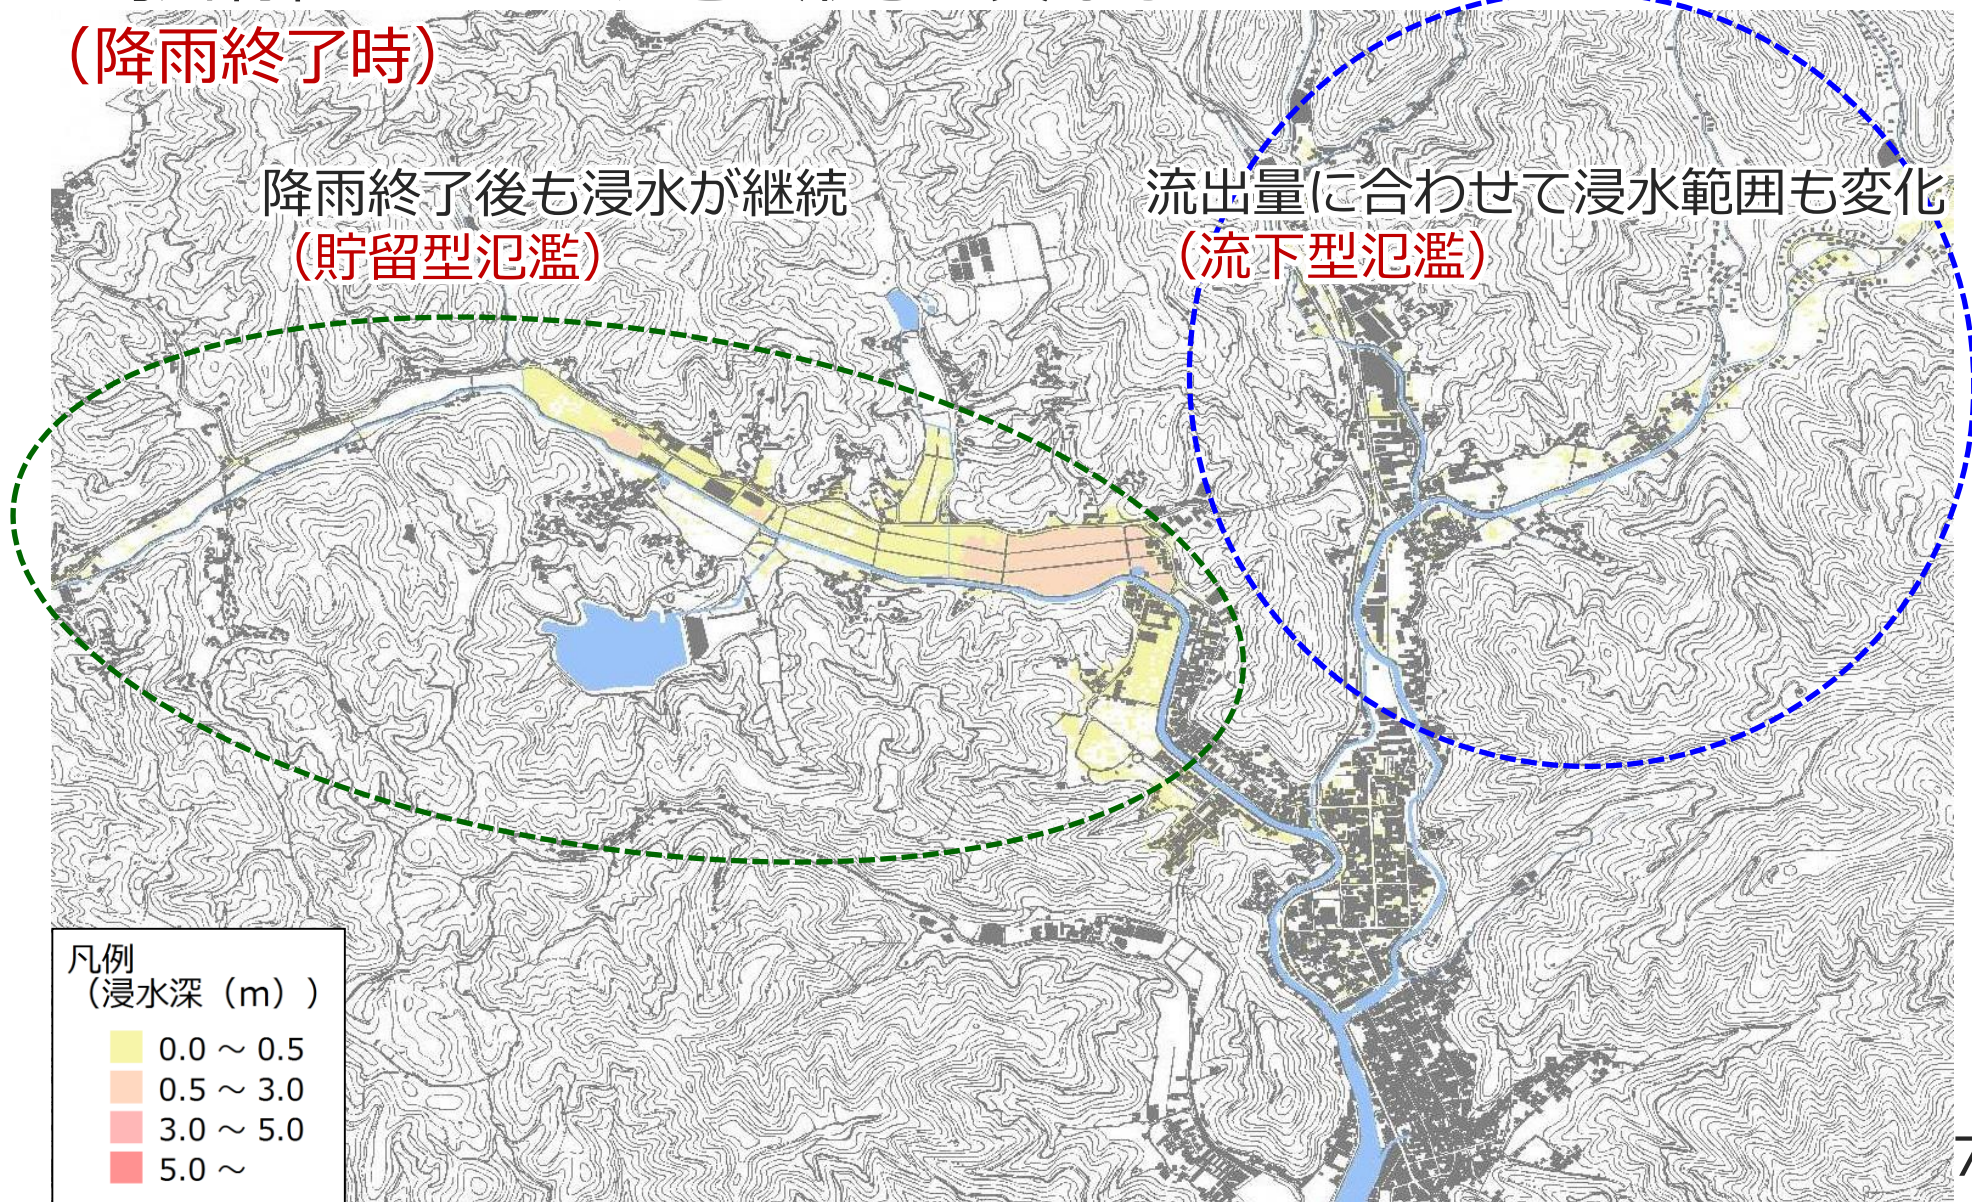 （降雨終了時）
降雨終了後も浸水が継続
（貯留型氾濫）
流出量に合わせて浸水範囲も変化
（流下型氾濫）
凡例
（浸水深（m））
0.0 ～ 0.5
0.5 ～ 3.0
3.0 ～ 5.0
5.0 ～